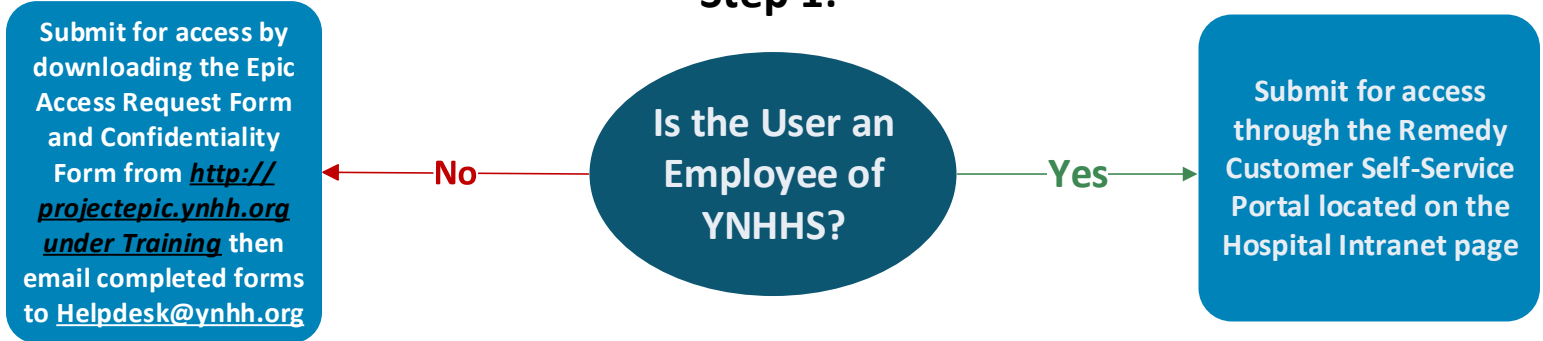 Step 1:
Submit for access by
downloading the Epic
Access Request Form
and Confidentiality
Form from http://
projectepic.ynhh.org
under Training then
email completed forms
to Helpdesk@ynhh.org
No
Is the User an
Employee of
YNHHS?
Yes
Submit for access
through the Remedy
Customer Self-Service
Portal located on the
Hospital Intranet page